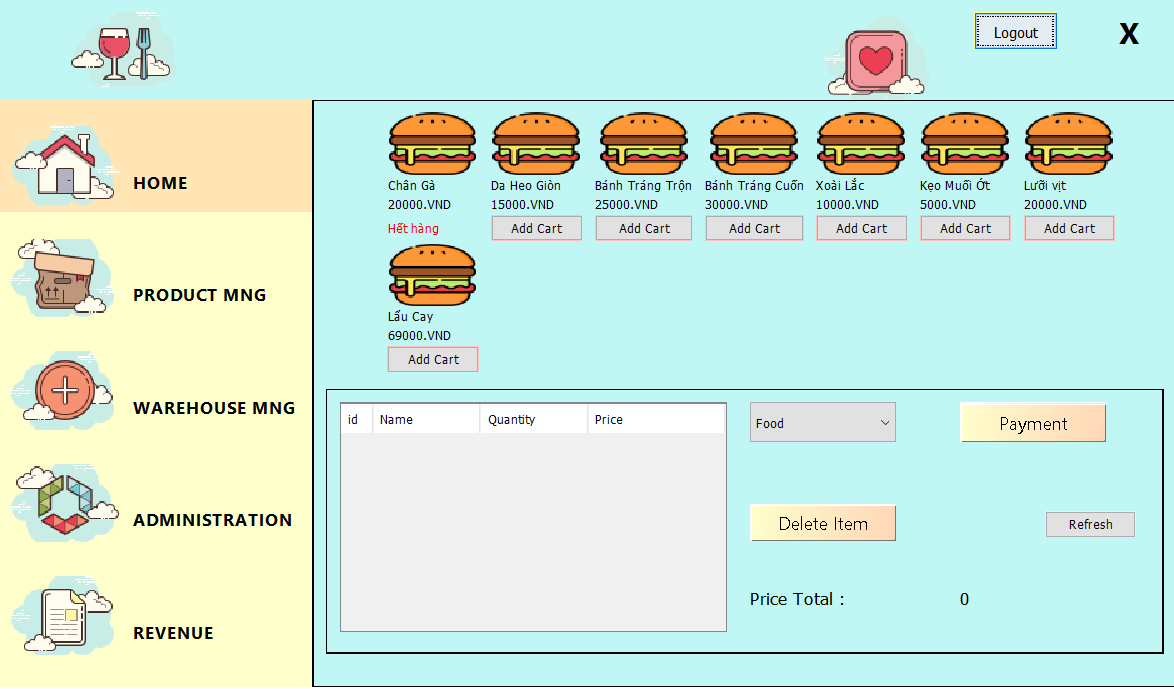 Logout
X
HOME
PRODUCT MNG
WAREHOUSE MNG
ADMINISTRATION
REVENUE
Chân Gà
20000.VND
Hết hàng
Da Heo Giòn
15000.VND
Add Cart
Bánh Tráng Trộn
25000.VND
Add Cart
Bánh Tráng Cuốn
30000.VND
Add Cart
Xoài Lắc
10000.VND
Add Cart
Kẹo Muối Ớt
5000.VND
Add Cart
Lưỡi vịt
20000.VND
Add Cart
Lẩu Cay
69000.VND
Add Cart
id Name Quantity Price
Food
Payment
Delete Item
Refresh
Price Total : 0